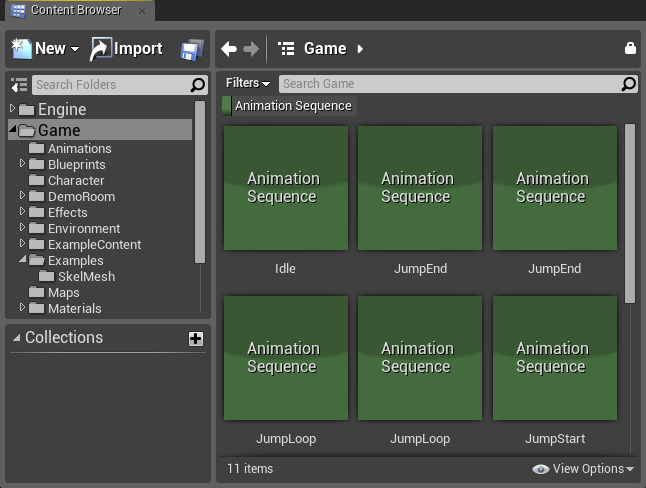 Content Browser
New
Import
Game
Search Folders
Engine
Game
Animations
Blueprints
Character
DemoRoom
Effects
Environment
ExampleContent
Examples
SkelMesh
Maps
Materials
Collections
Filters
Search Game
Animation Sequence
Animation
Sequence
Idle
Animation
Sequence
JumpEnd
Animation
Sequence
JumpEnd
Animation
Sequence
JumpLoop
Animation
Sequence
JumpLoop
Animation
Sequence
JumpStart
11 items
View Options